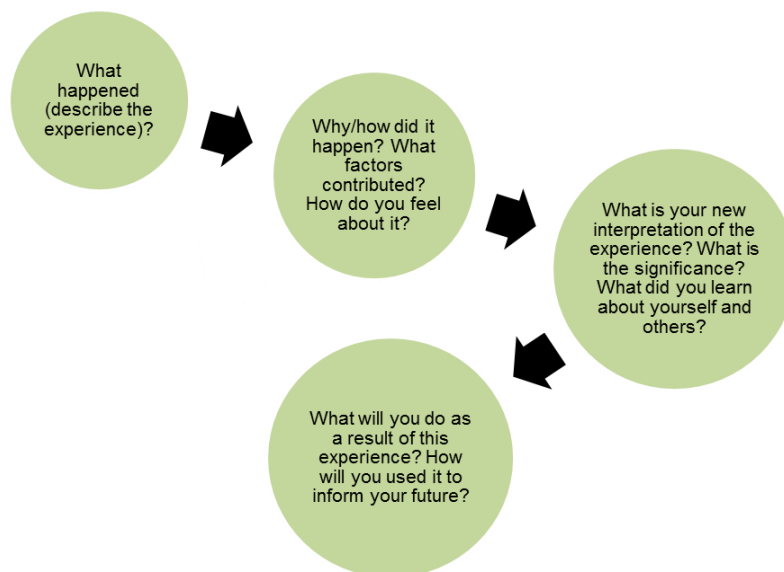 What
happened
(describe the
experience)?
Why/how did it
happen? What
factors
contributed?
How do you feel
about it?
What is your new
interpretation of the
experience? What is
the significance?
What did you learn
about yourself and
others?
What will you do as
a result of this
experience? How
will you used it to
inform your future?